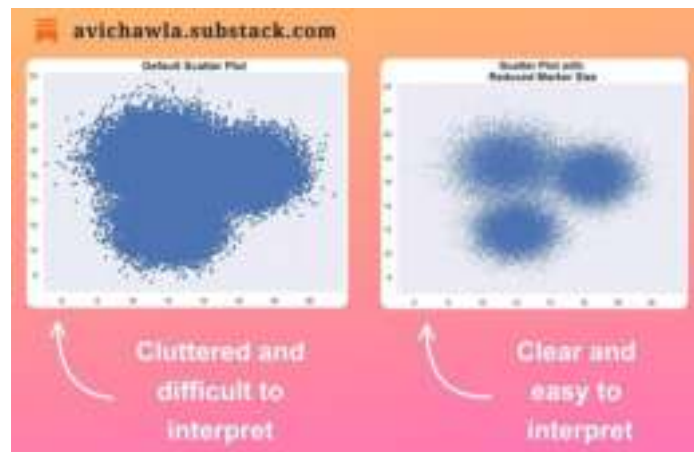 avichawla.substack.com
Default Scatter Plot
Scatter Plot with
Reduced Marker Size
Cluttered and
difficult to
interpret
Clear and
easy to
interpret